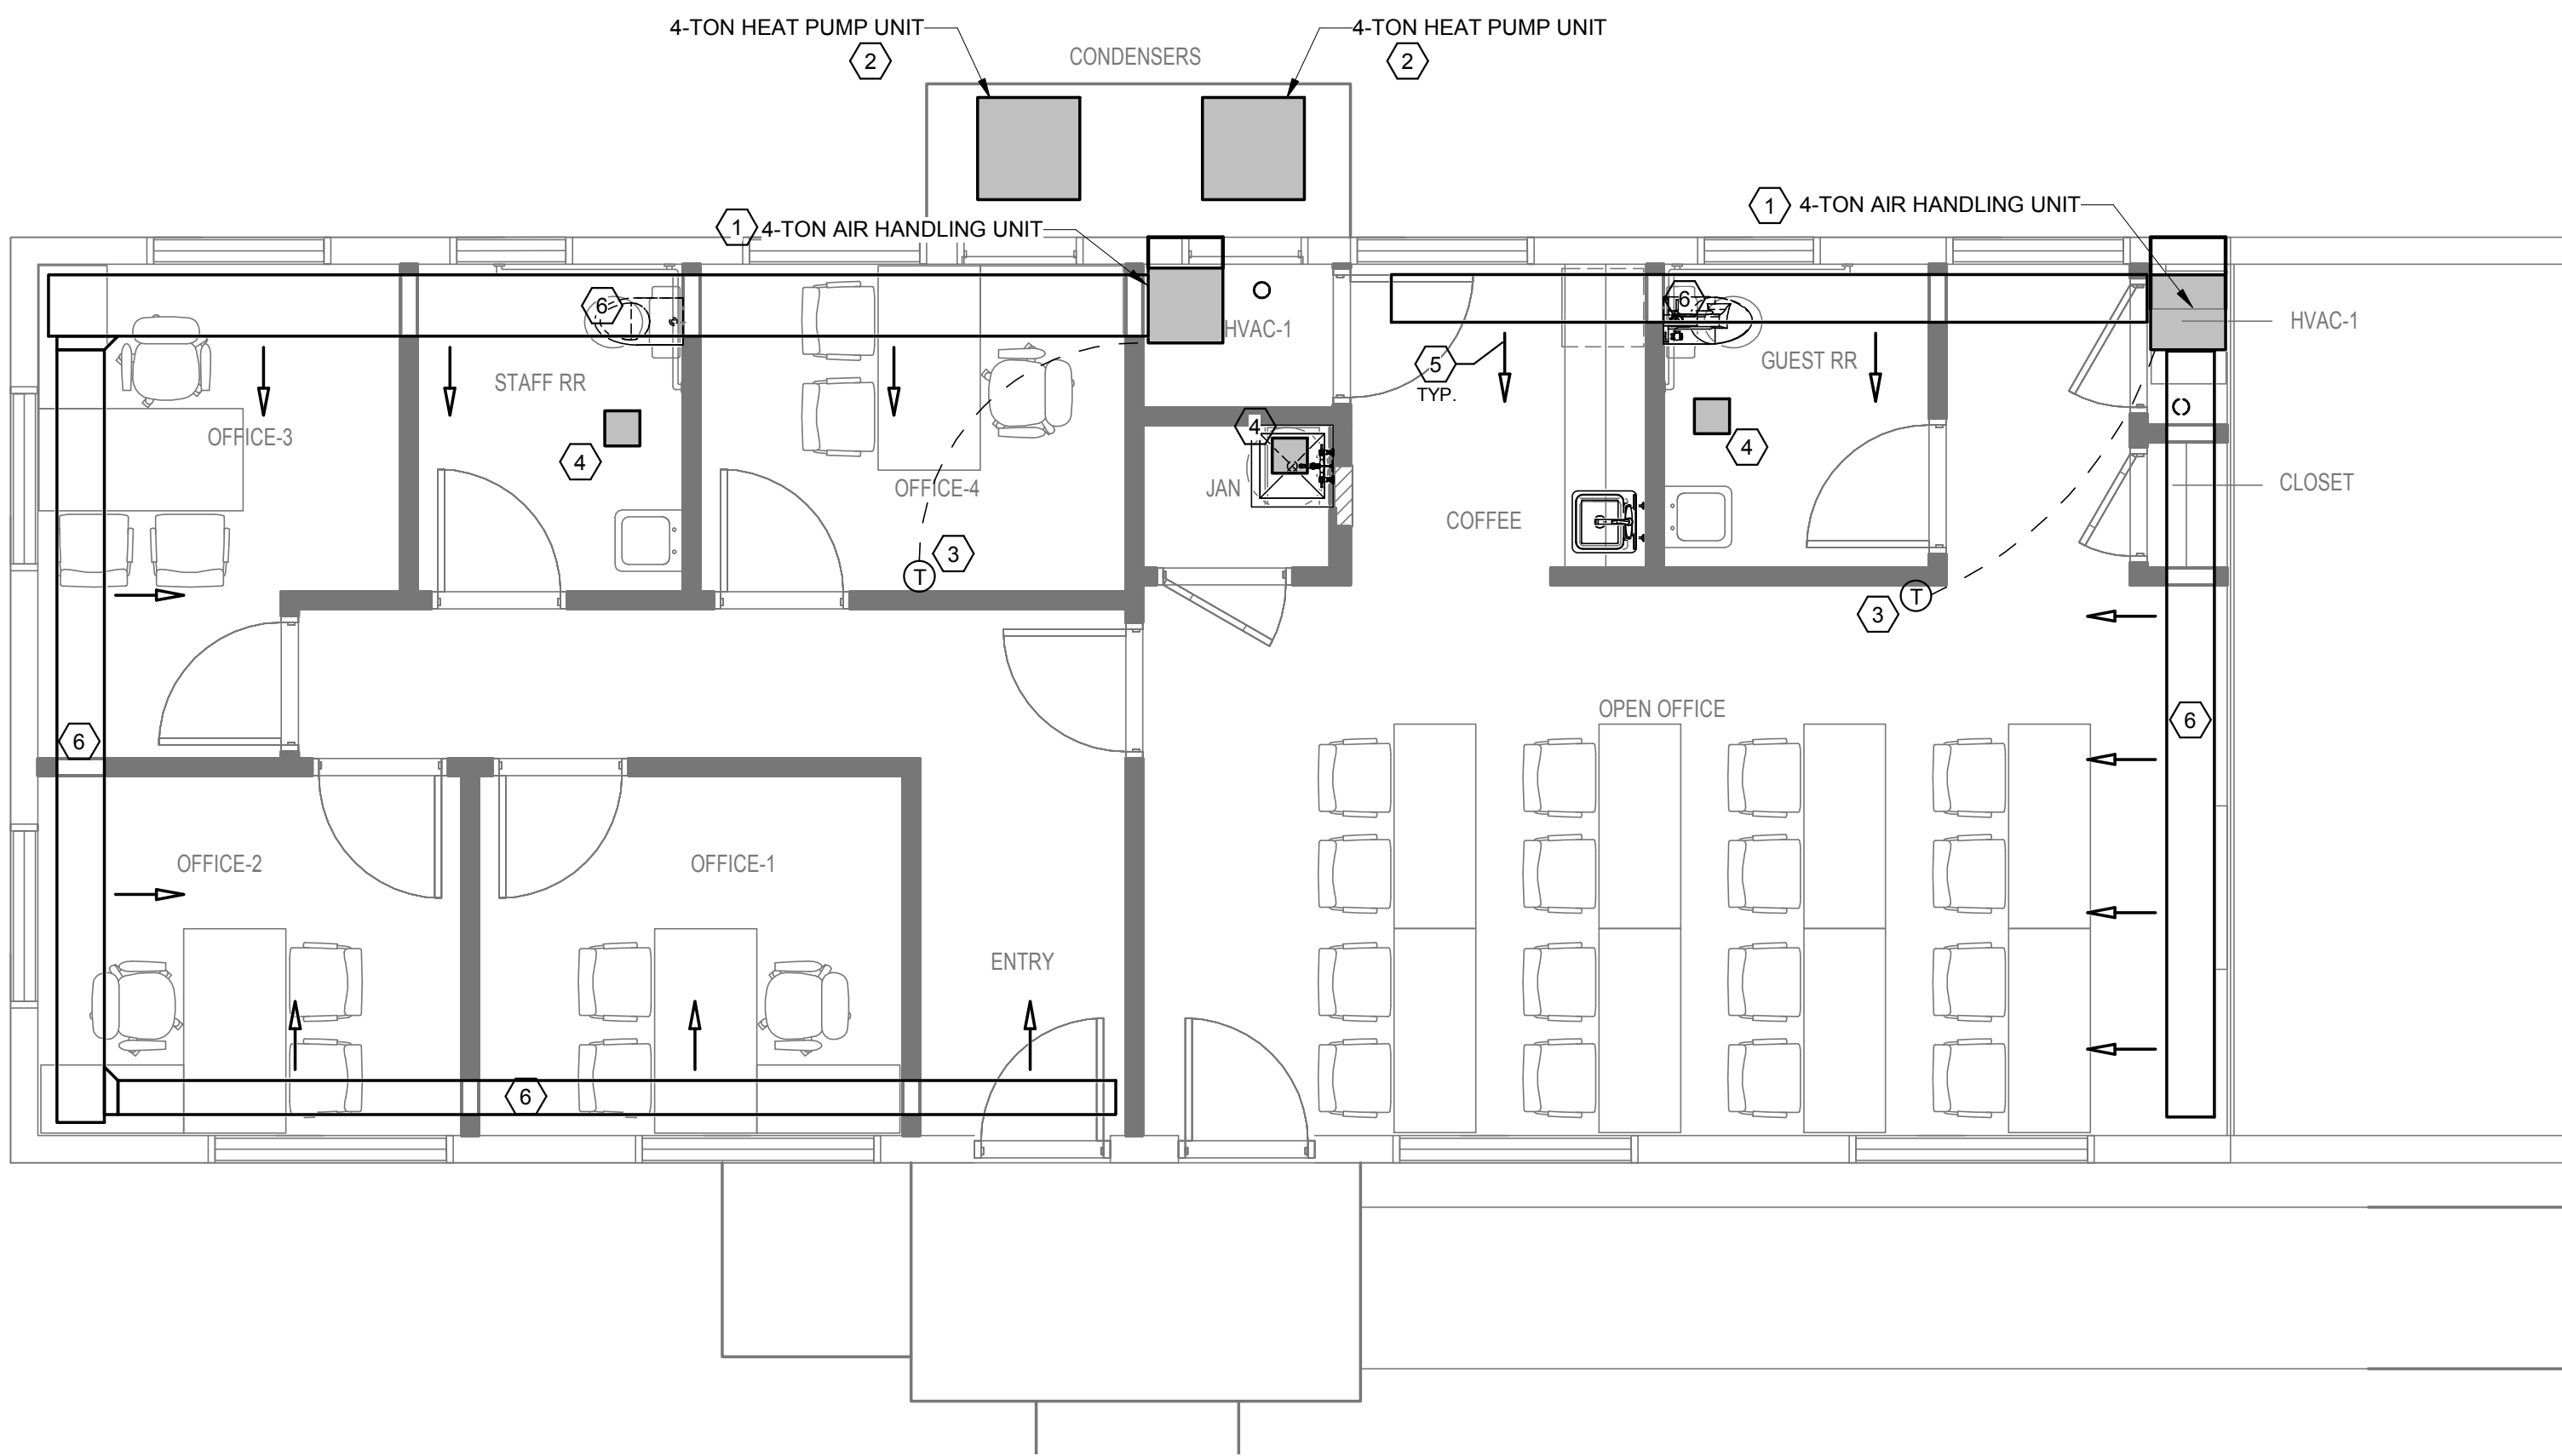 4-TON HEAT PUMP UNIT
4-TON HEAT PUMP UNIT
2
CONDENSERS
2
1 4-TON AIR HANDLING UNIT
1 4-TON AIR HANDLING UNIT
6
6
HVAC-1
HVAC-1
STAFF RR
5
TYP.
GUEST RR
OFFICE-3
4
4
4
OFFICE-4
JAN
CLOSET
COFFEE
3
T
T
3
OPEN OFFICE
6
6
OFFICE-2
OFFICE-1
ENTRY
6